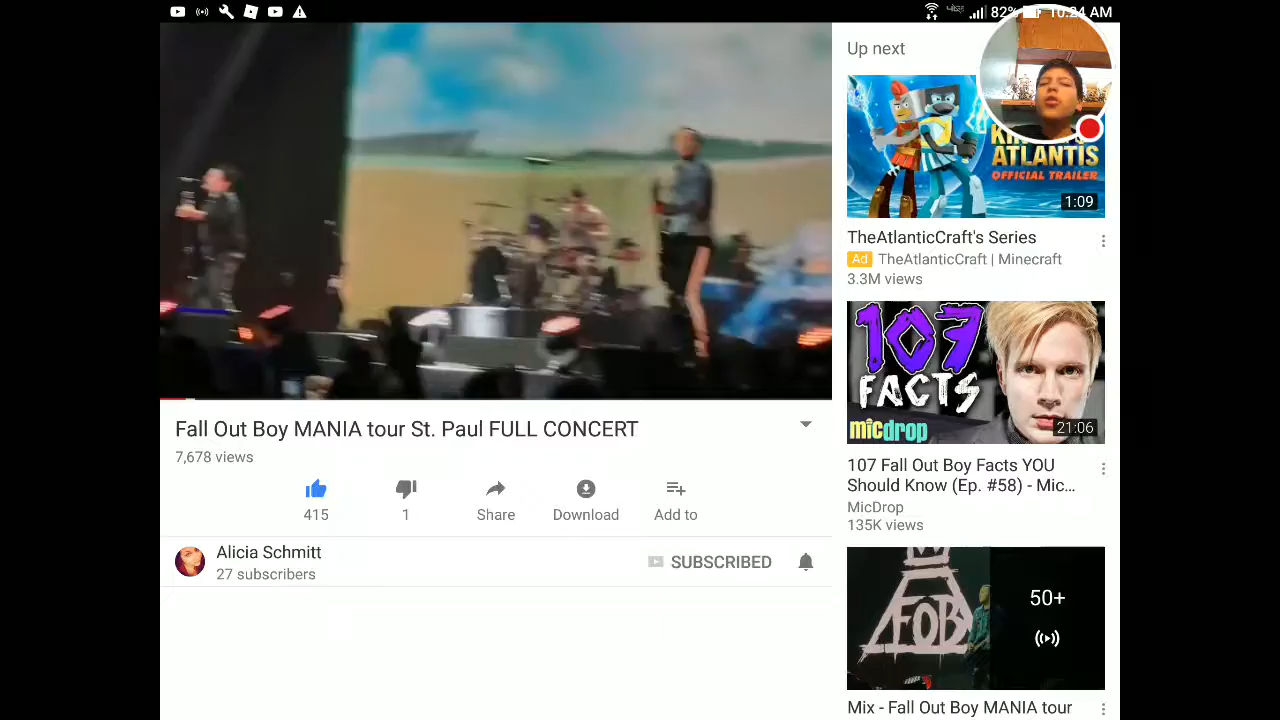 82% 10:24 AM
Up next
ATLANTIS
OFFICIAL TRAILER
1:09
TheAtlanticCraft's Series
Ad TheAtlanticCraft | Minecraft
3.3M views
107
FACTS
micdrop
21:06
107 Fall Out Boy Facts YOU
Should Know (Ep. #58) - Mic...
MicDrop
135K views
FOB
50+
Mix - Fall Out Boy MANIA tour
Fall Out Boy MANIA tour St. Paul FULL CONCERT
7,678 views
415
1
Share
Download
Add to
Alicia Schmitt
27 subscribers
SUBSCRIBED